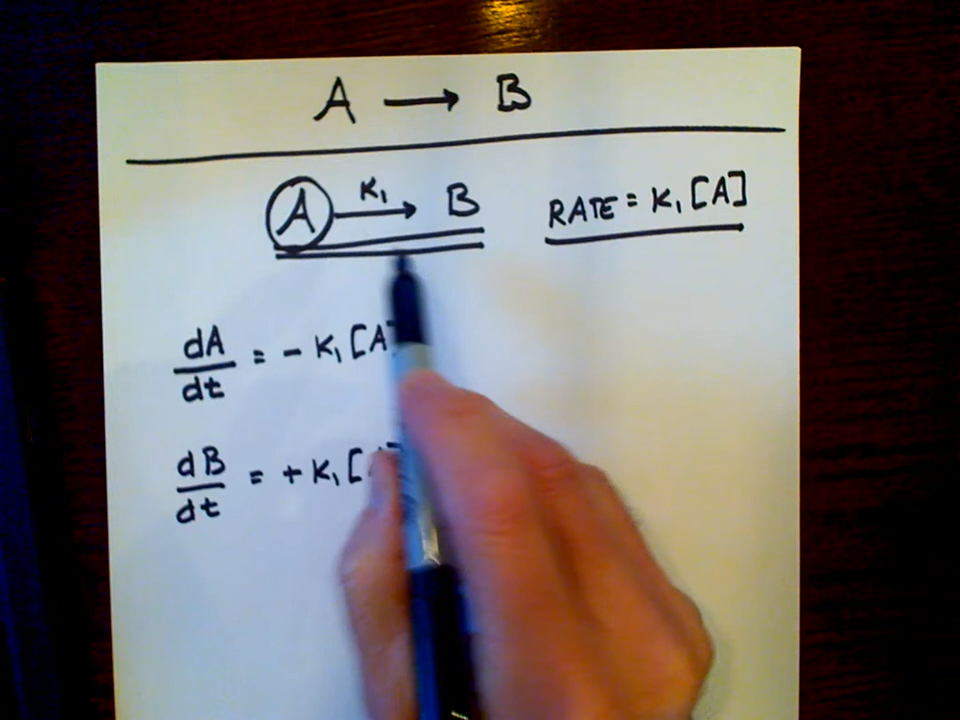 A → B
A K₁→ B RATE = K₁ [A]
dA/dt = - K₁ [A]
dB/dt = + K₁ [